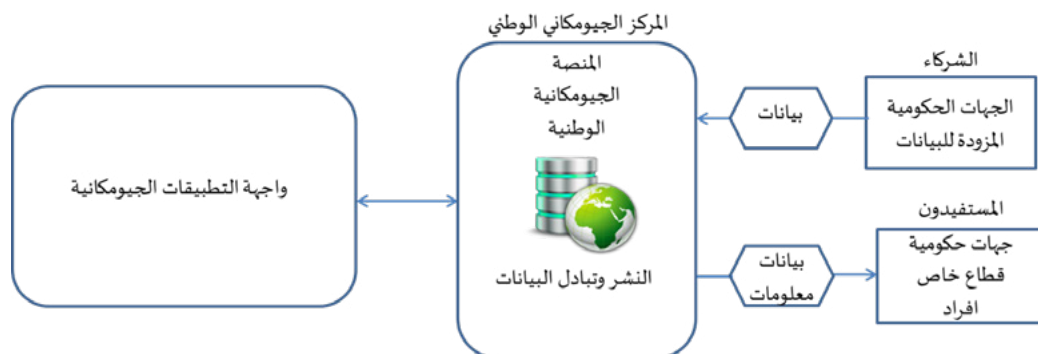 المركز الجيومكاني الوطني
المنصة
الجيومكانية
الوطنية
النشر وتبادل البيانات
الشركاء
الجهات الحكومية
المزودة للبيانات
بيانات
المستفيدون
جهات حكومية
قطاع خاص
افراد
بيانات
معلومات
واجهة التطبيقات الجيومكانية